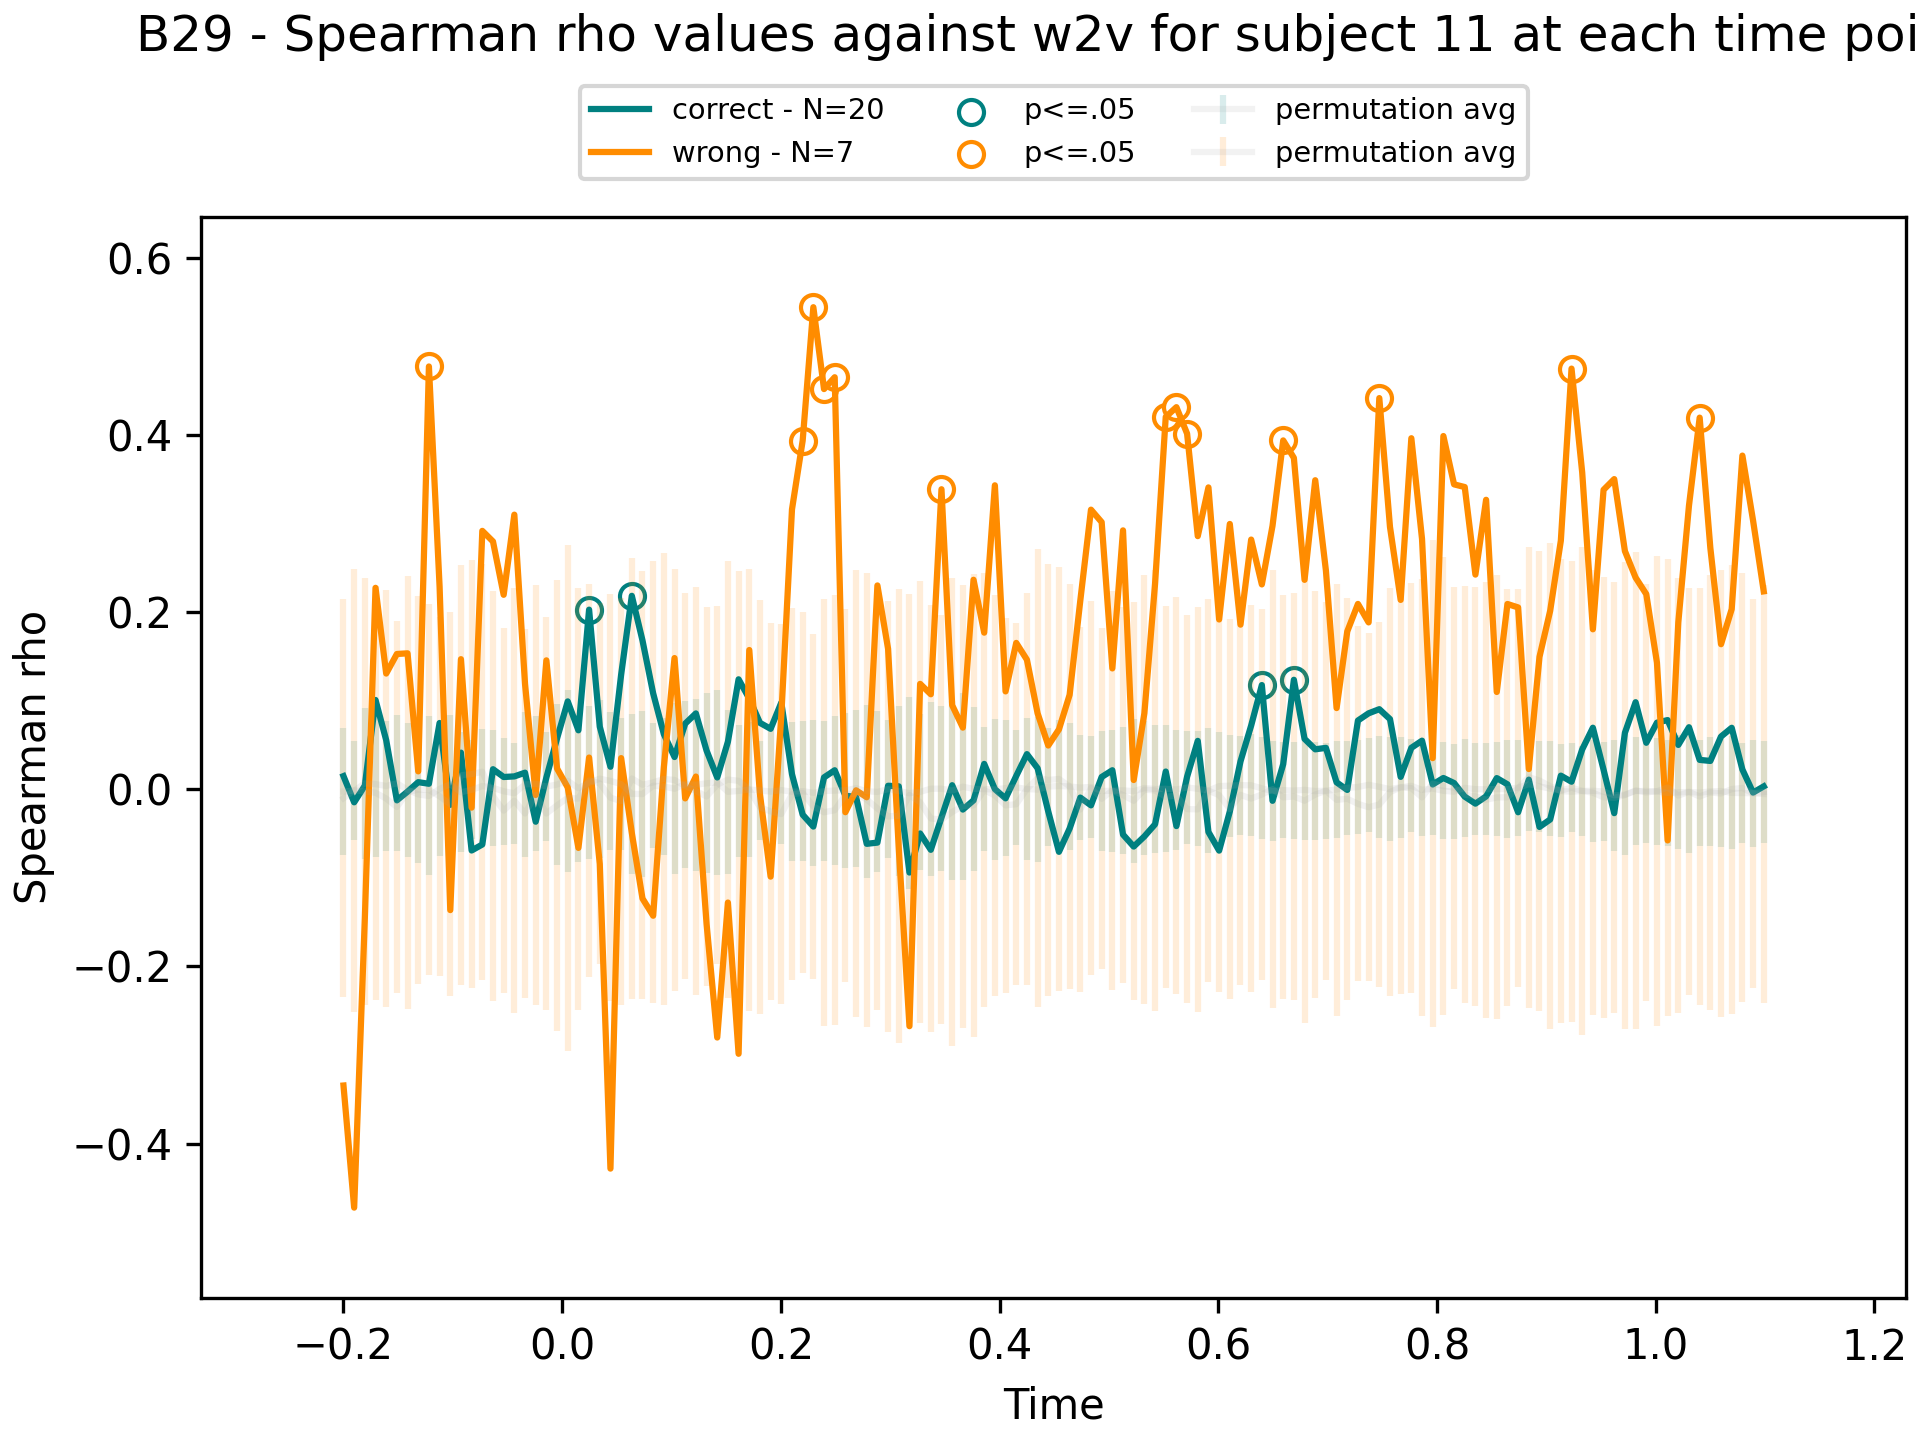 B29 - Spearman rho values against w2v for subject 11 at each time poi
correct - N=20
wrong - N=7
p<=.05
p<=.05
permutation avg
permutation avg
0.6
0.4
0.2
0.0
−0.2
−0.4
Spearman rho
−0.2 0.0 0.2 0.4 0.6 0.8 1.0 1.2
Time